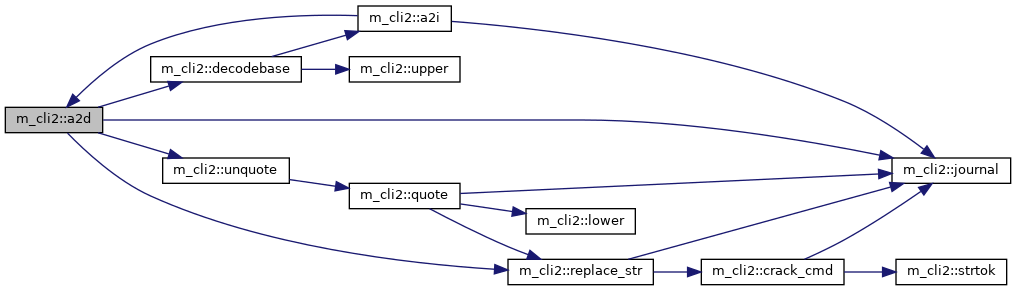 m_cli2::a2i
m_cli2::decodebase
m_cli2::upper
m_cli2::a2d
m_cli2::unquote
m_cli2::journal
m_cli2::quote
m_cli2::lower
m_cli2::replace_str
m_cli2::crack_cmd
m_cli2::strtok